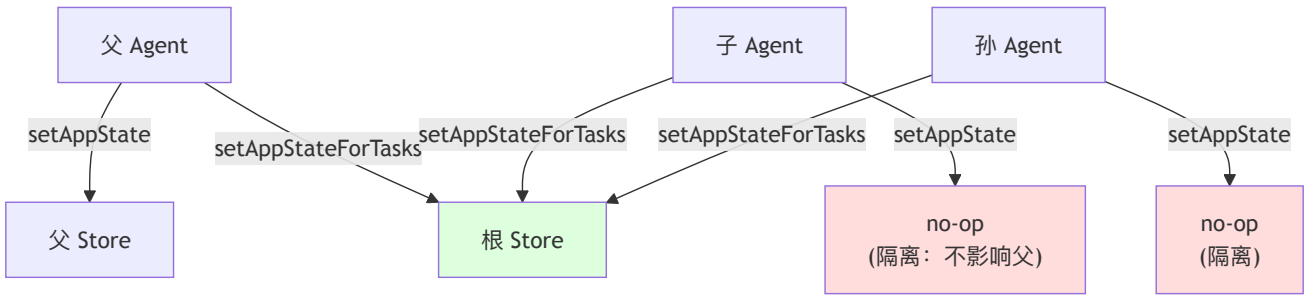 父 Agent
子 Agent
孙 Agent
setAppState
setAppStateForTasks
setAppStateForTasks
setAppStateForTasks
setAppState
setAppState
父 Store
根 Store
no-op
(隔离：不影响父)
no-op
(隔离)